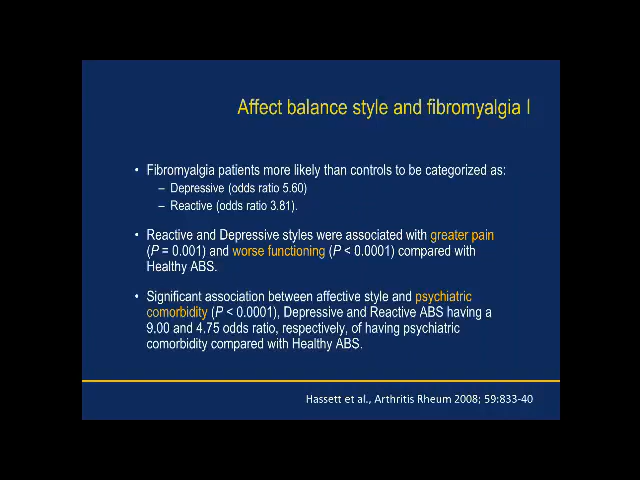 Affect balance style and fibromyalgia I
• Fibromyalgia patients more likely than controls to be categorized as:
– Depressive (odds ratio 5.60)
– Reactive (odds ratio 3.81).
• Reactive and Depressive styles were associated with greater pain
(P = 0.001) and worse functioning (P < 0.0001) compared with
Healthy ABS.
• Significant association between affective style and psychiatric
comorbidity (P < 0.0001), Depressive and Reactive ABS having a
9.00 and 4.75 odds ratio, respectively, of having psychiatric
comorbidity compared with Healthy ABS.
Hassett et al., Arthritis Rheum 2008; 59:833-40